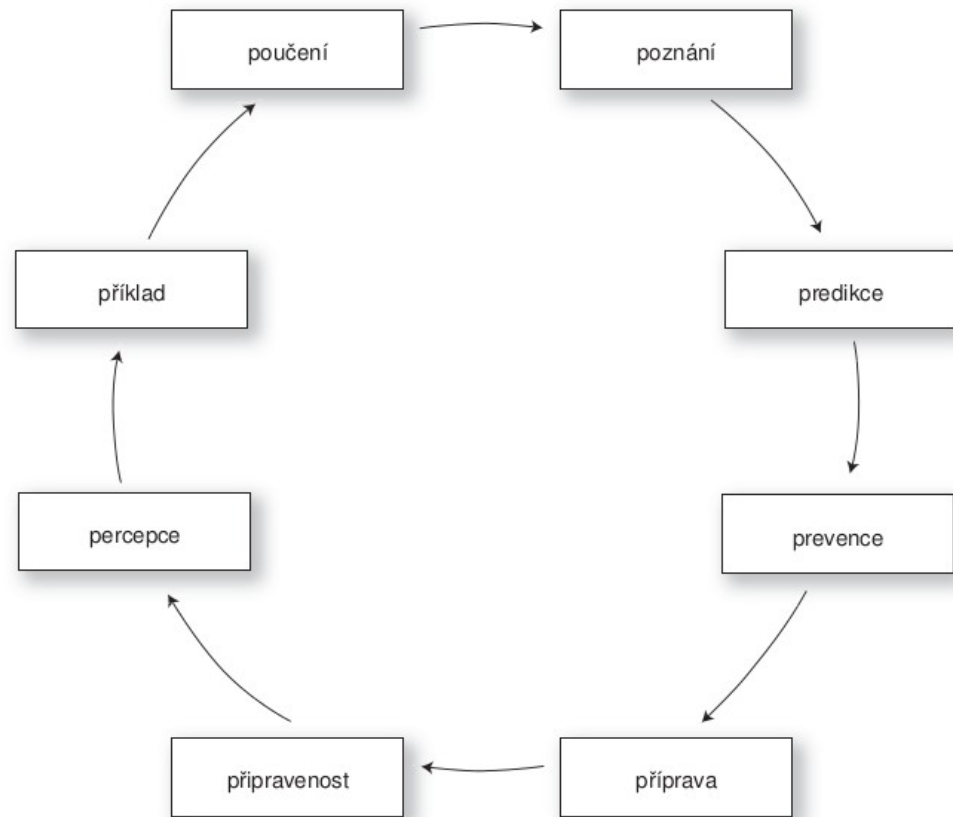 poučení
poznání
predikce
prevence
příprava
připravenost
percepce
příklad